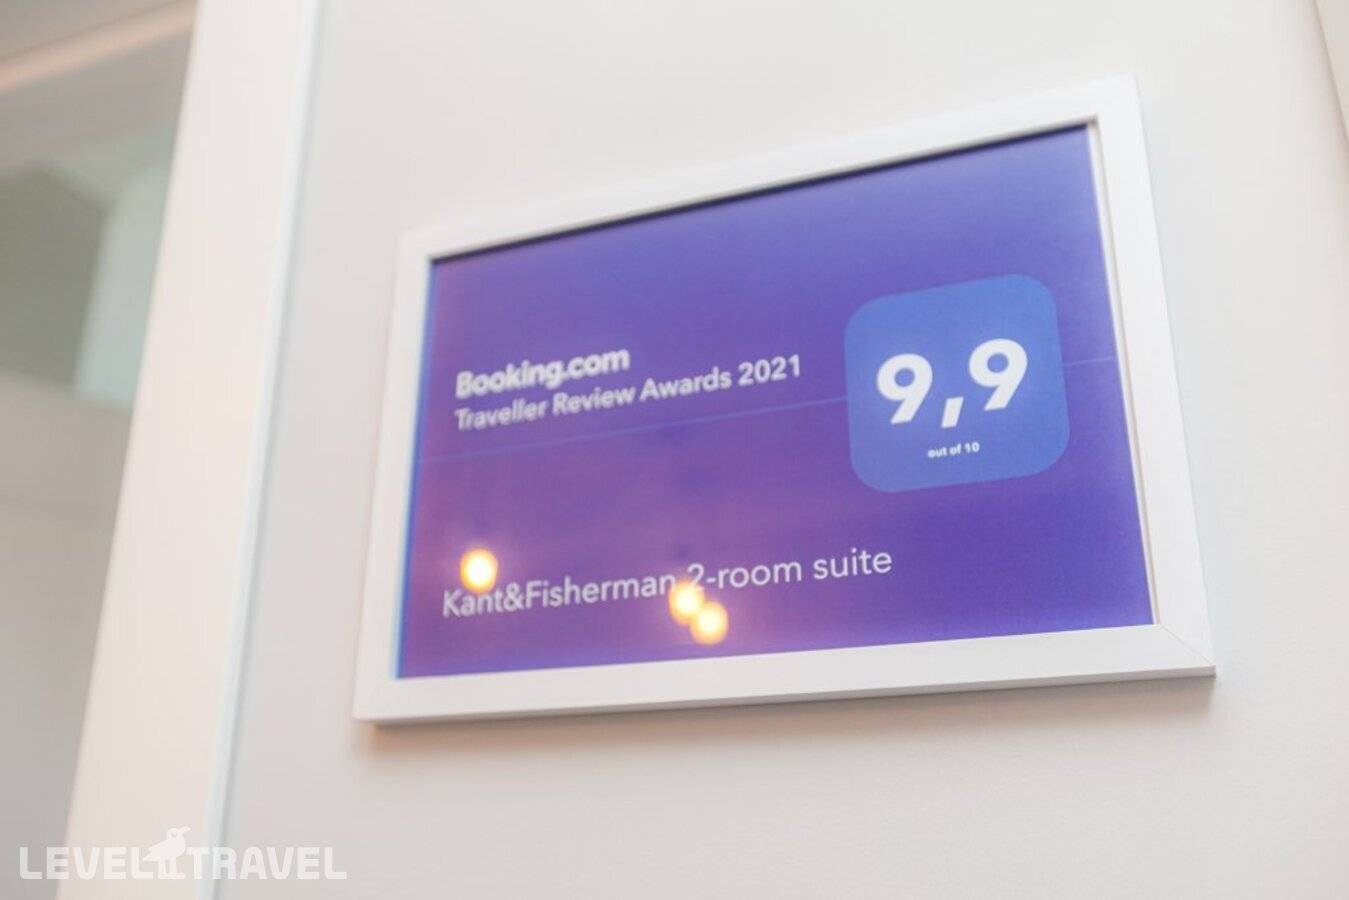 Booking.com
Traveller Review Awards 2021
9,9
out of 10
Kant&Fisherman 2-room suite
LEVEL TRAVEL